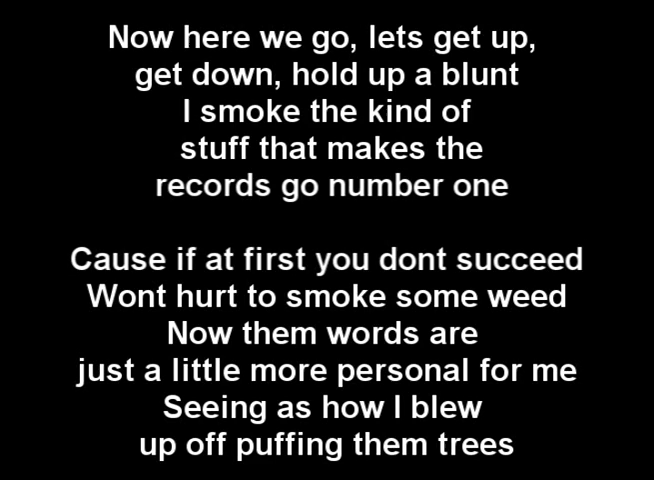 Now here we go, lets get up,
get down, hold up a blunt
I smoke the kind of
stuff that makes the
records go number one
Cause if at first you dont succeed
Wont hurt to smoke some weed
Now them words are
just a little more personal for me
Seeing as how I blew
up off puffing them trees